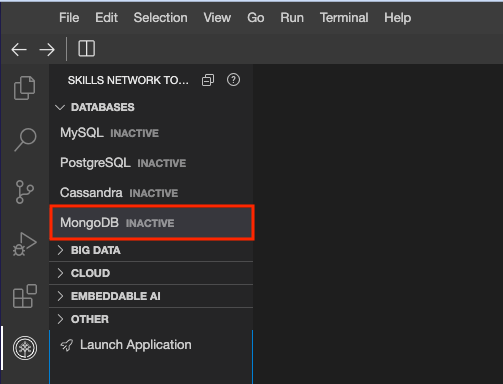 File Edit Selection View Go Run Terminal Help
SKILLS NETWORK TO...
DATABASES
MySQL INACTIVE
PostgreSQL INACTIVE
Cassandra INACTIVE
MongoDB INACTIVE
BIG DATA
CLOUD
EMBEDDABLE AI
OTHER
Launch Application